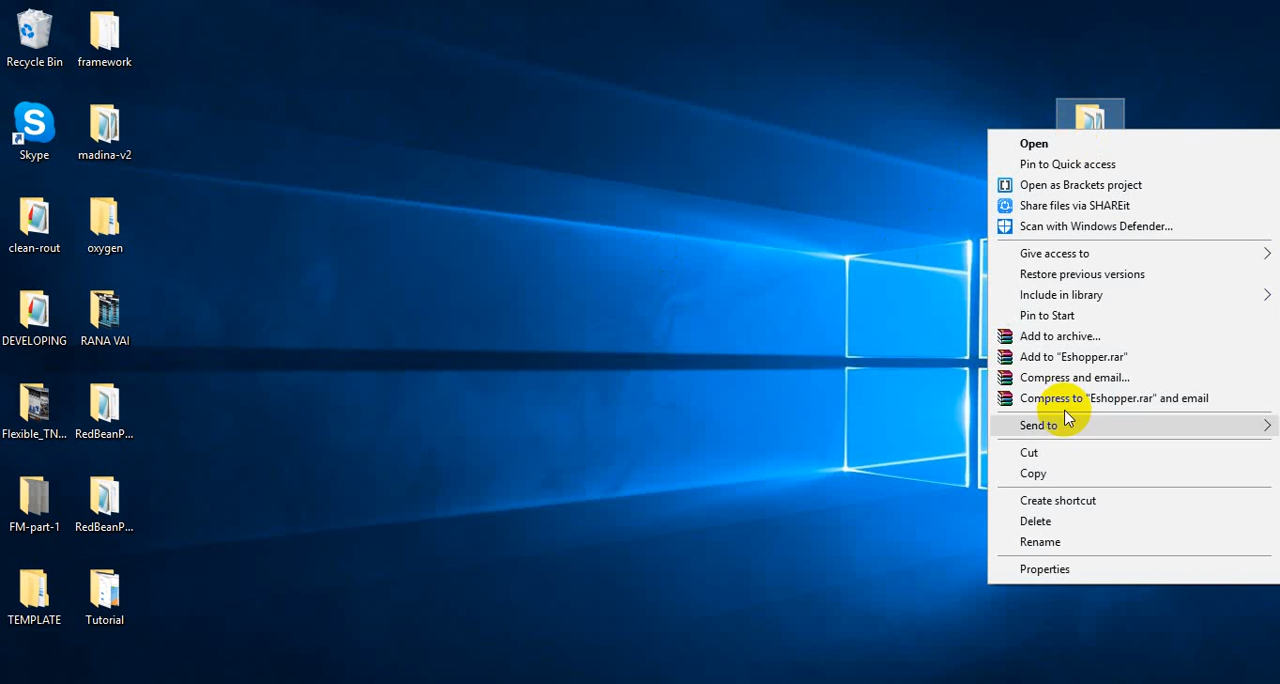 Recycle Bin
framework
Skype
madina-v2
clean-rout
oxygen
DEVELOPING
RANA VAI
Flexible_TN...
RedBeanP...
FM-part-1
RedBeanP...
TEMPLATE
Tutorial
Open
Pin to Quick access
Open as Brackets project
Share files via SHAREit
Scan with Windows Defender...
Give access to
Restore previous versions
Include in library
Pin to Start
Add to archive...
Add to "Eshopper.rar"
Compress and email...
Compress to "Eshopper.rar" and email
Send to
Cut
Copy
Create shortcut
Delete
Rename
Properties